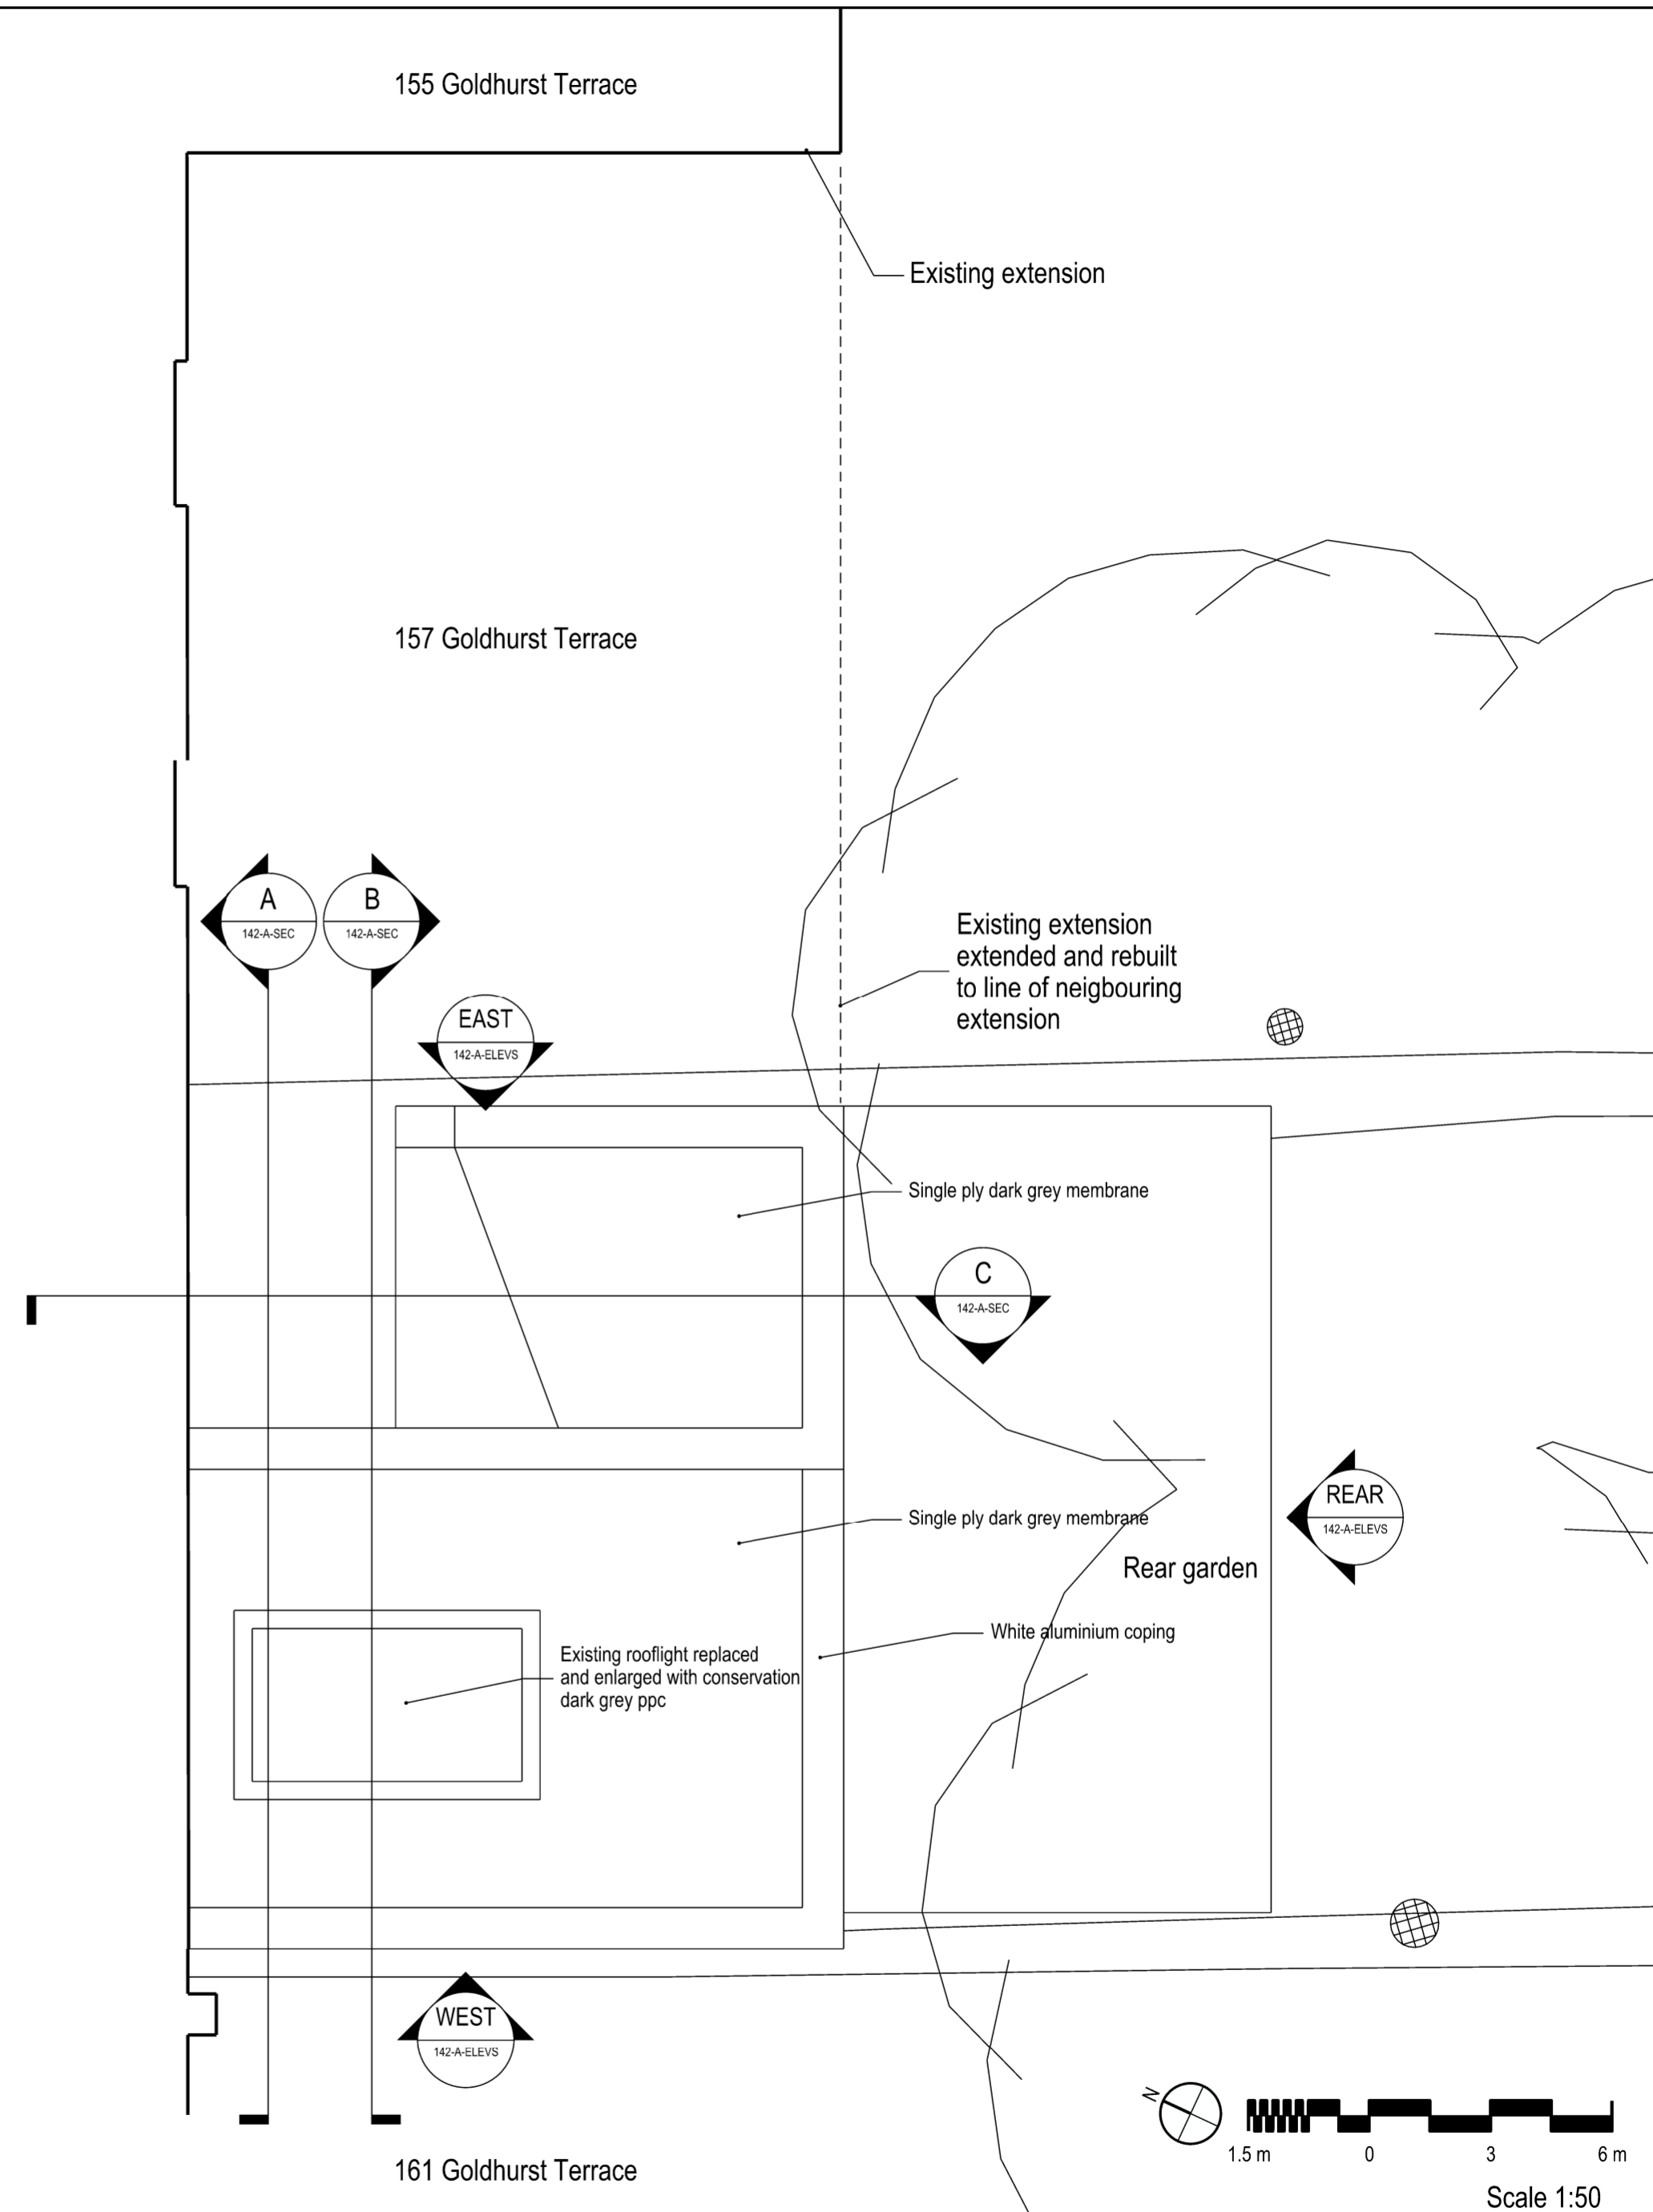 155 Goldhurst Terrace
Existing extension
157 Goldhurst Terrace
A
142-A-SEC
B
142-A-SEC
Existing extension
extended and rebuilt
to line of neigbouring
extension
EAST
142-A-ELEVS
Single ply dark grey membrane
C
142-A-SEC
REAR
142-A-ELEVS
Single ply dark grey membrane
Rear garden
White aluminium coping
Existing rooflight replaced
and enlarged with conservation
dark grey ppc
WEST
142-A-ELEVS
N
1.5 m 0 3 6 m
161 Goldhurst Terrace
Scale 1:50